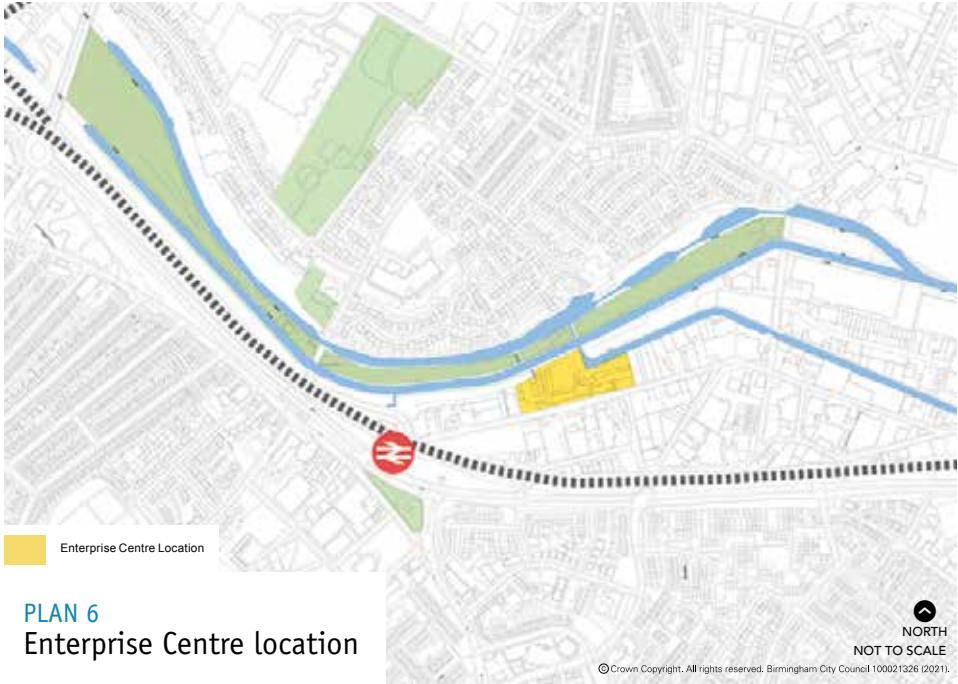 Enterprise Centre Location
PLAN 6
Enterprise Centre location
NORTH
NOT TO SCALE
© Crown Copyright. All rights reserved. Birmingham City Council 100021326 (2021).